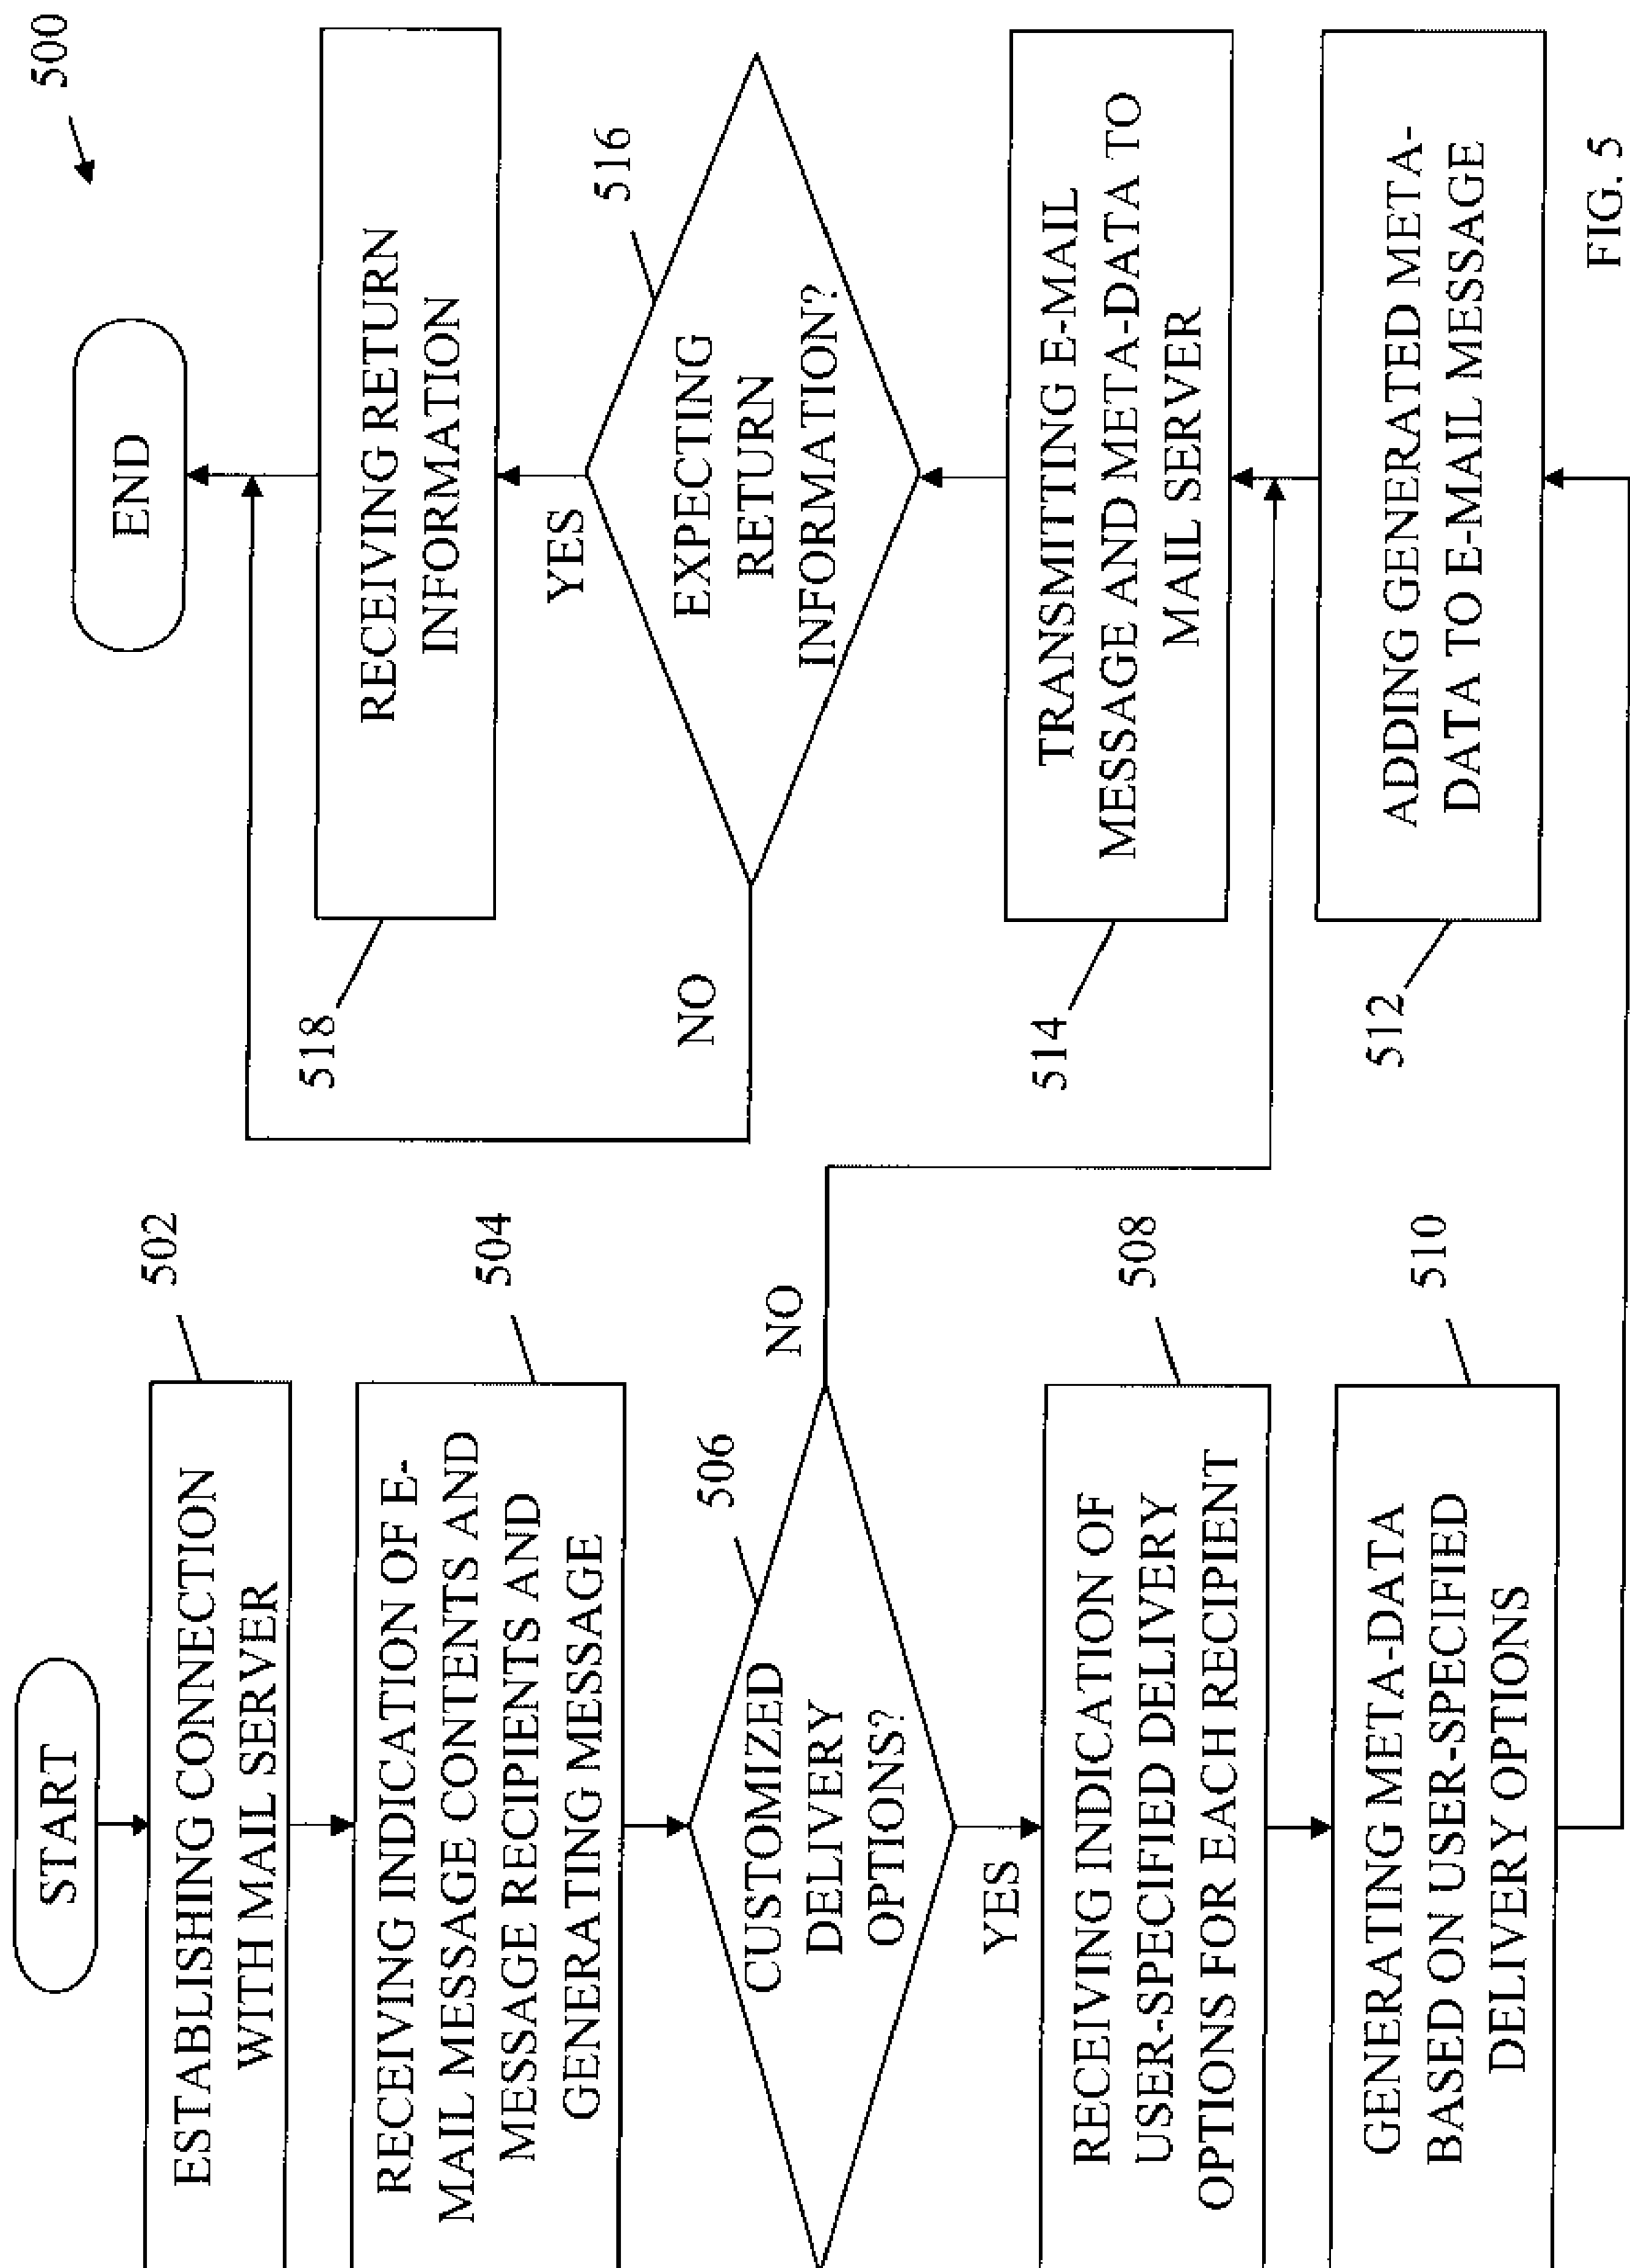 500
START
502
ESTABLISHING CONNECTION
WITH MAIL SERVER
504
RECEIVING INDICATION OF E-
MAIL MESSAGE CONTENTS AND
MESSAGE RECIPIENTS AND
GENERATING MESSAGE
506
CUSTOMIZED
DELIVERY
OPTIONS?
NO
YES
508
RECEIVING INDICATION OF
USER-SPECIFIED DELIVERY
OPTIONS FOR EACH RECIPIENT
510
GENERATING META-DATA
BASED ON USER-SPECIFIED
DELIVERY OPTIONS
512
ADDING GENERATED META-
DATA TO E-MAIL MESSAGE
514
TRANSMITTING E-MAIL
MESSAGE AND META-DATA TO
MAIL SERVER
516
EXPECTING
RETURN
INFORMATION?
NO
YES
518
RECEIVING RETURN
INFORMATION
END
FIG. 5